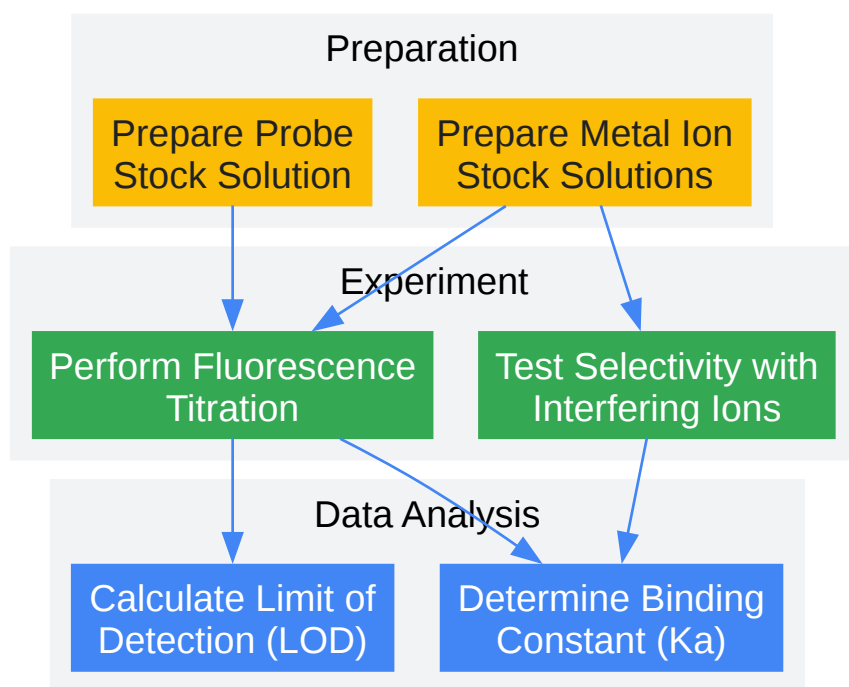 Preparation
Prepare Probe
Stock Solution
Prepare Metal Ion
Stock Solutions
Experiment
Perform Fluorescence
Titration
Test Selectivity with
Interfering Ions
Data Analysis
Calculate Limit of
Detection (LOD)
Determine Binding
Constant (Ka)